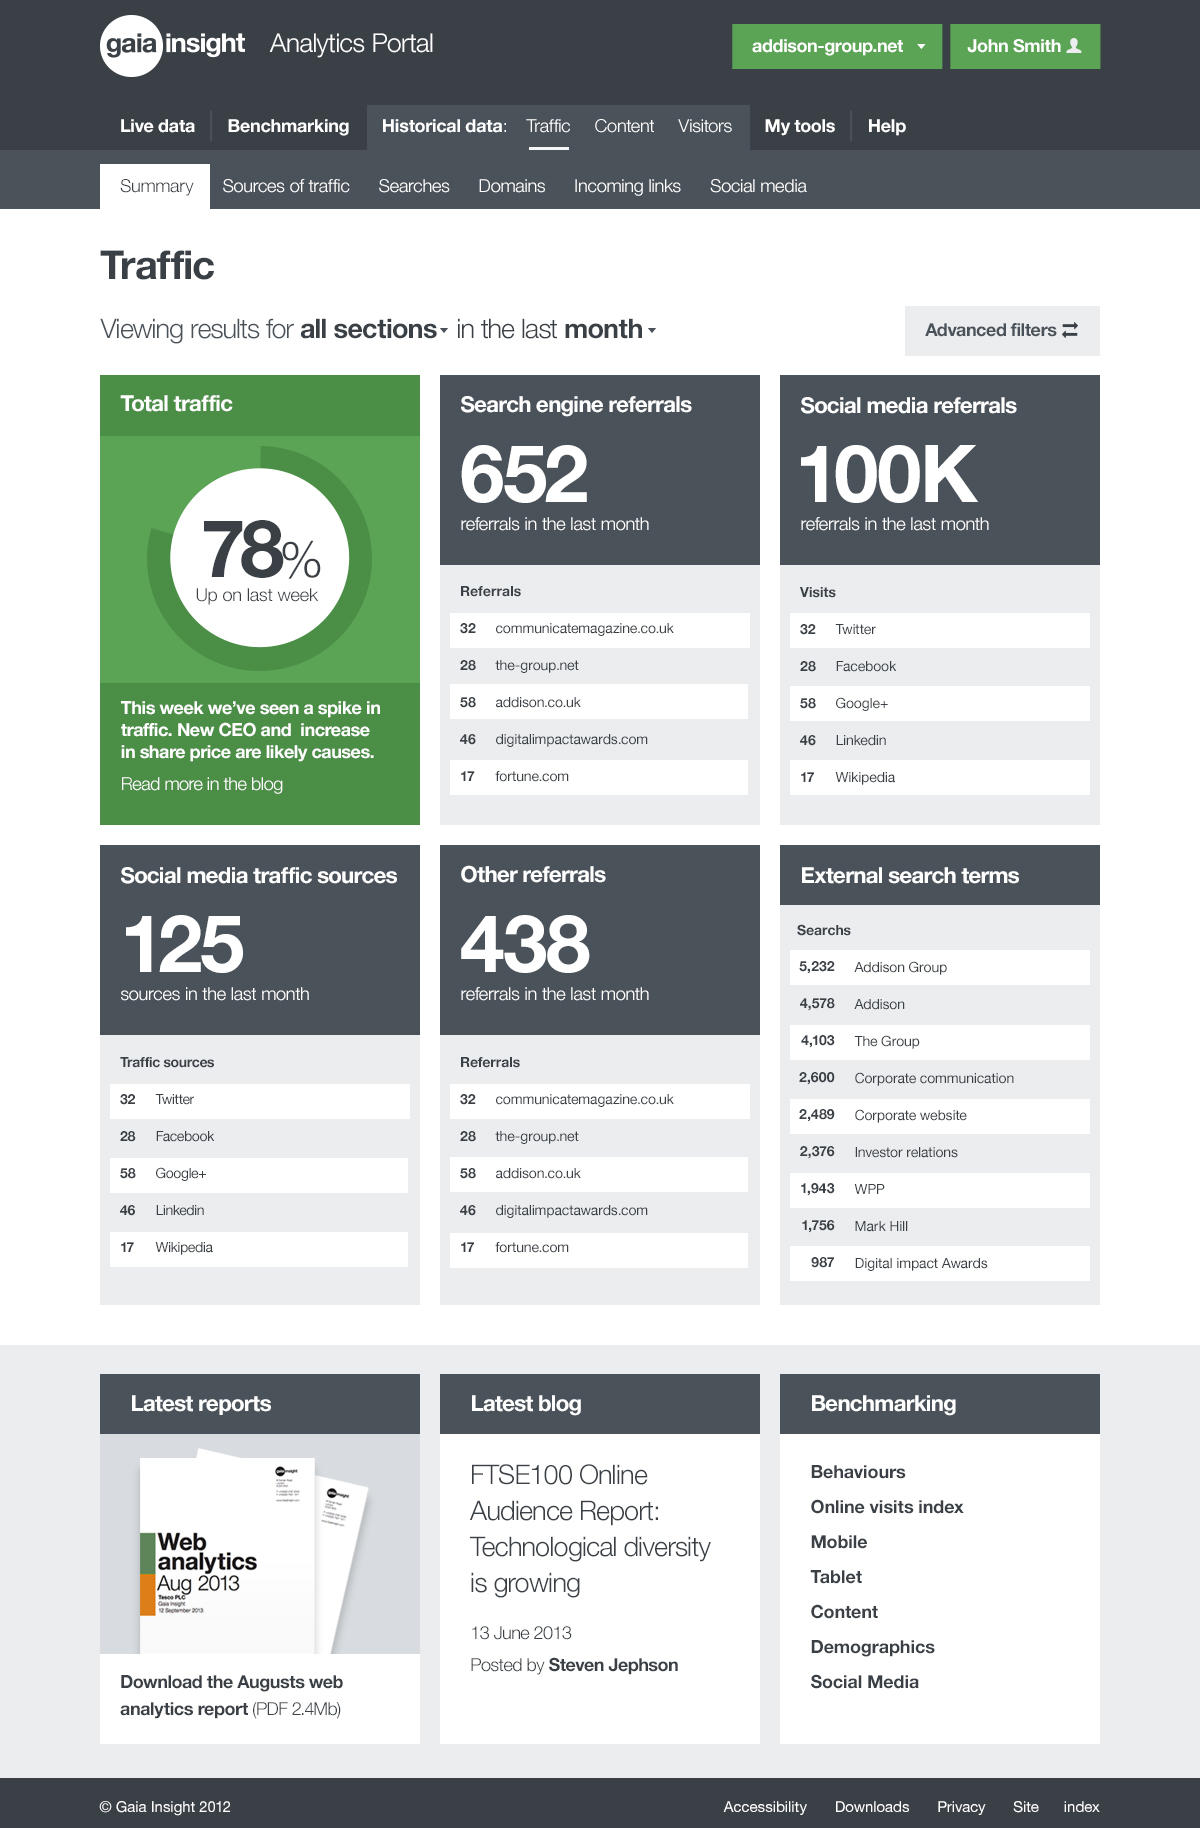 gaia insight Analytics Portal
addison-group.net
John Smith
Live data
Benchmarking
Historical data:
Traffic
Content
Visitors
My tools
Help
Summary
Sources of traffic
Searches
Domains
Incoming links
Social media
Traffic
Viewing results for all sections in the last month
Advanced filters
Total traffic
78%
Up on last week
This week we've seen a spike in
traffic. New CEO and  increase
in share price are likely causes.
Read more in the blog
Search engine referrals
652
referrals in the last month
Referrals
32 communicatemagazine.co.uk
28 the-group.net
58 addison.co.uk
46 digitalimpactawards.com
17 fortune.com
Social media referrals
100K
referrals in the last month
Visits
32 Twitter
28 Facebook
58 Google+
46 Linkedin
17 Wikipedia
Social media traffic sources
125
sources in the last month
Traffic sources
32 Twitter
28 Facebook
58 Google+
46 Linkedin
17 Wikipedia
Other referrals
438
referrals in the last month
Referrals
32 communicatemagazine.co.uk
28 the-group.net
58 addison.co.uk
46 digitalimpactawards.com
17 fortune.com
External search terms
Searchs
5,232 Addison Group
4,578 Addison
4,103 The Group
2,600 Corporate communication
2,489 Corporate website
2,376 Investor relations
1,943 WPP
1,756 Mark Hill
987 Digital impact Awards
Latest reports
gaia insight
gaia insight
Web
analytics
Aug 2013
Tesco PLC
Gaia Insight
12 September 2013
Download the Augusts web
analytics report (PDF 2.4Mb)
Latest blog
FTSE100 Online
Audience Report:
Technological diversity
is growing
13 June 2013
Posted by Steven Jephson
Benchmarking
Behaviours
Online visits index
Mobile
Tablet
Content
Demographics
Social Media
© Gaia Insight 2012
Accessibility
Downloads
Privacy
Site
index